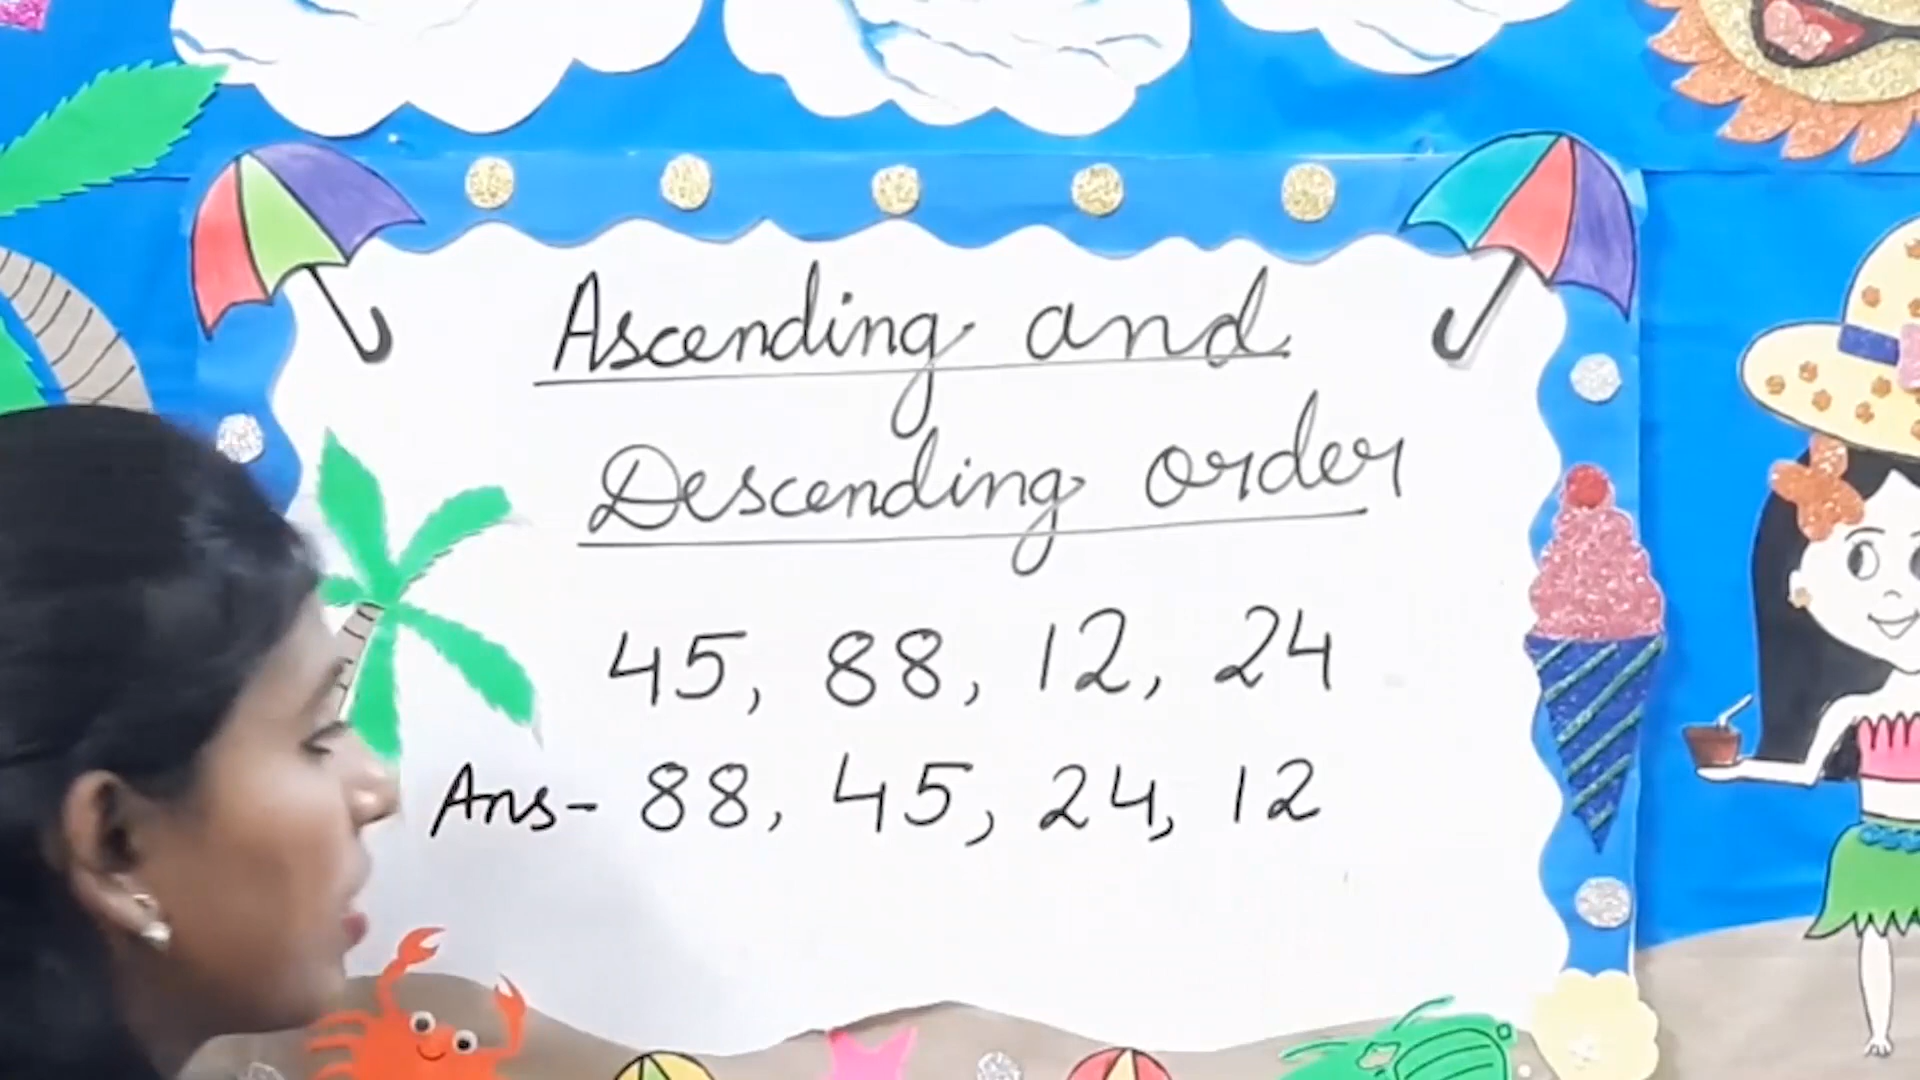 Ascending and
Descending order
45, 88, 12, 24
Ans- 88, 45, 24, 12